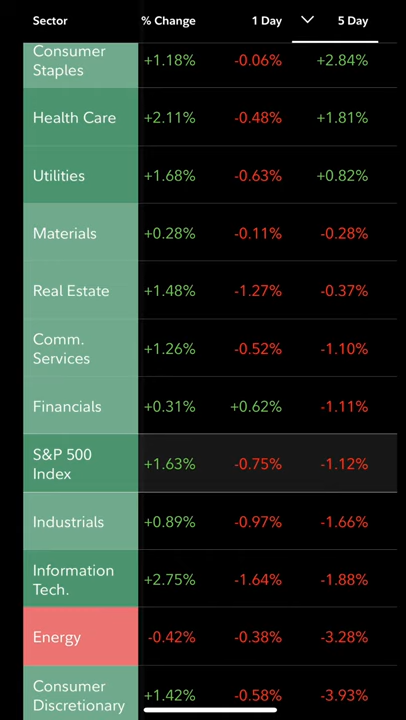 Sector % Change 1 Day 5 Day
Consumer
Staples +1.18% -0.06% +2.84%
Health Care +2.11% -0.48% +1.81%
Utilities +1.68% -0.63% +0.82%
Materials +0.28% -0.11% -0.28%
Real Estate +1.48% -1.27% -0.37%
Comm.
Services +1.26% -0.52% -1.10%
Financials +0.31% +0.62% -1.11%
S&P 500
Index +1.63% -0.75% -1.12%
Industrials +0.89% -0.97% -1.66%
Information
Tech. +2.75% -1.64% -1.88%
Energy -0.42% -0.38% -3.28%
Consumer
Discretionary +1.42% -0.58% -3.93%